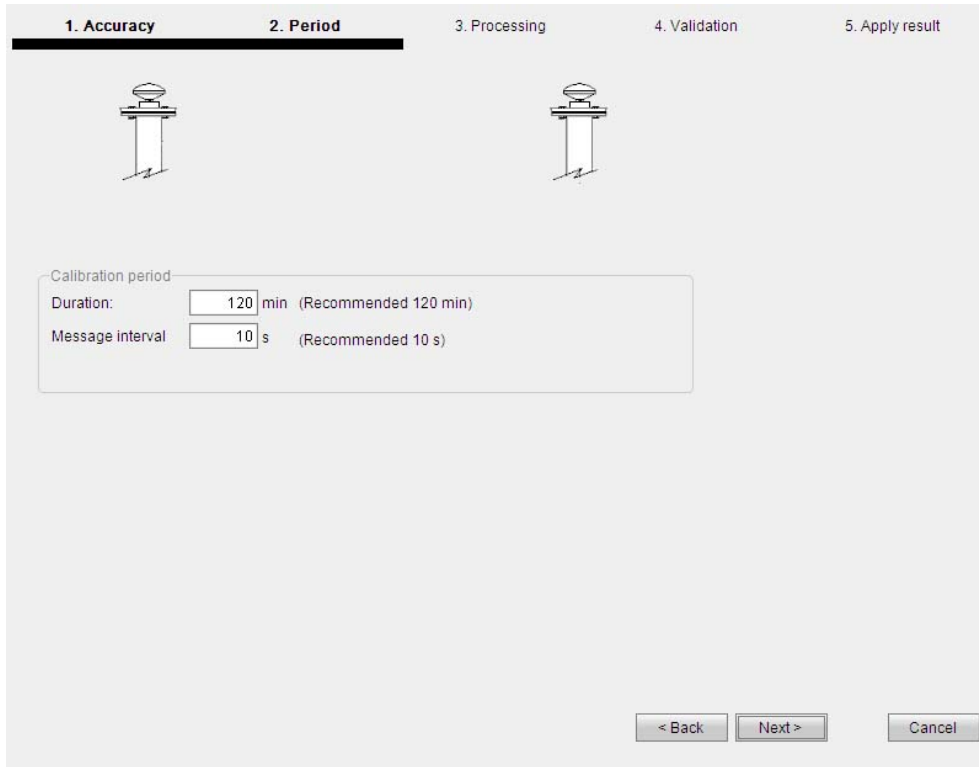 1. Accuracy 2. Period 3. Processing 4. Validation 5. Apply result
Calibration period
Duration: 120 min (Recommended 120 min)
Message interval 10 s (Recommended 10 s)
< Back Next > Cancel